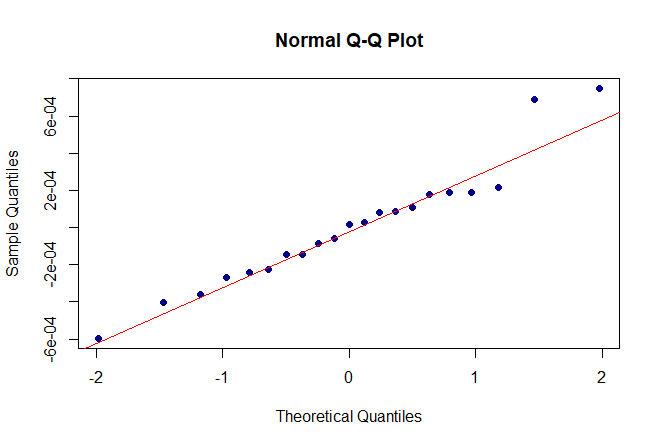 Normal Q-Q Plot
6e-04
2e-04
-2e-04
-6e-04
Sample Quantiles
-2 -1 0 1 2
Theoretical Quantiles